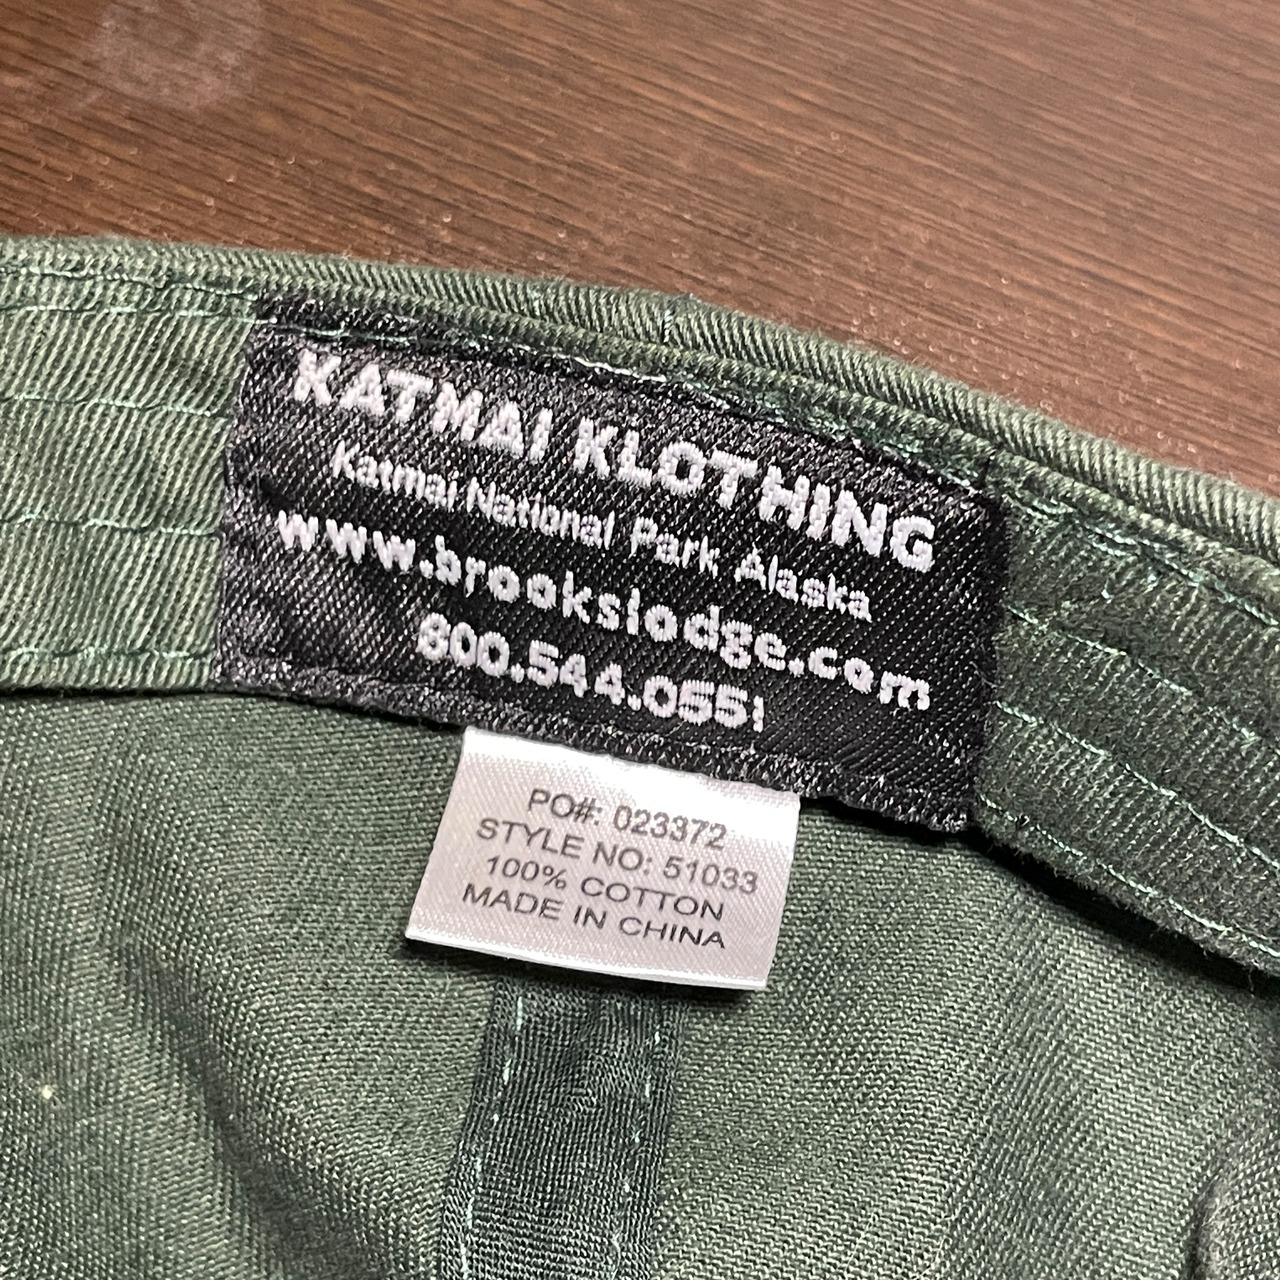 KATMAI KLOTHING
Katmai National Park Alaska
www.brookslodge.com
800.544.0551
PO#: 023372
STYLE NO: 51033
100% COTTON
MADE IN CHINA